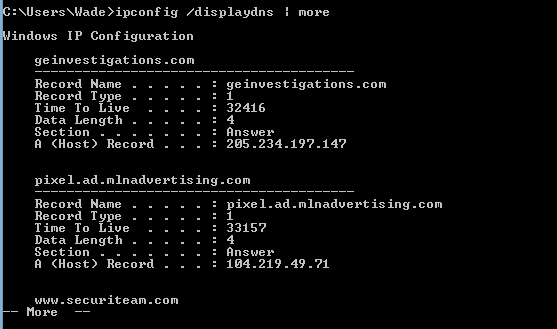 C:\Users\Wade>ipconfig /displaydns | more
Windows IP Configuration
geinvestigations.com
----------------------------------------
Record Name . . . . . : geinvestigations.com
Record Type . . . . . : 1
Time To Live  . . . . : 32416
Data Length . . . . . : 4
Section . . . . . . . : Answer
A (Host) Record . . . : 205.234.197.147
pixel.ad.mlnadvertising.com
----------------------------------------
Record Name . . . . . : pixel.ad.mlnadvertising.com
Record Type . . . . . : 1
Time To Live  . . . . : 33157
Data Length . . . . . : 4
Section . . . . . . . : Answer
A (Host) Record . . . : 104.219.49.71
www.securiteam.com
-- More  --